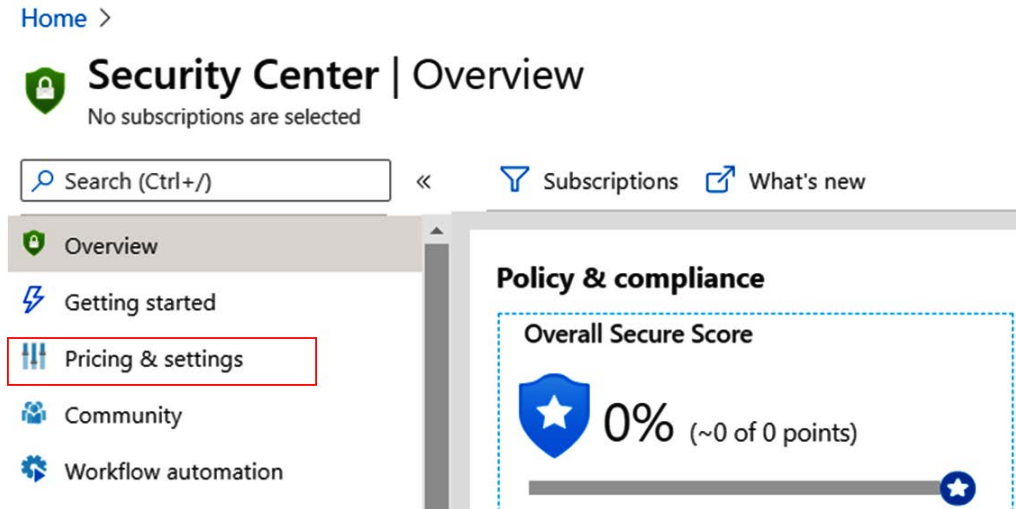 Home >
Security Center | Overview
No subscriptions are selected
Search (Ctrl+/)
«
Subscriptions
What's new
Overview
Getting started
Pricing & settings
Community
Workflow automation
Policy & compliance
Overall Secure Score
0% (~0 of 0 points)